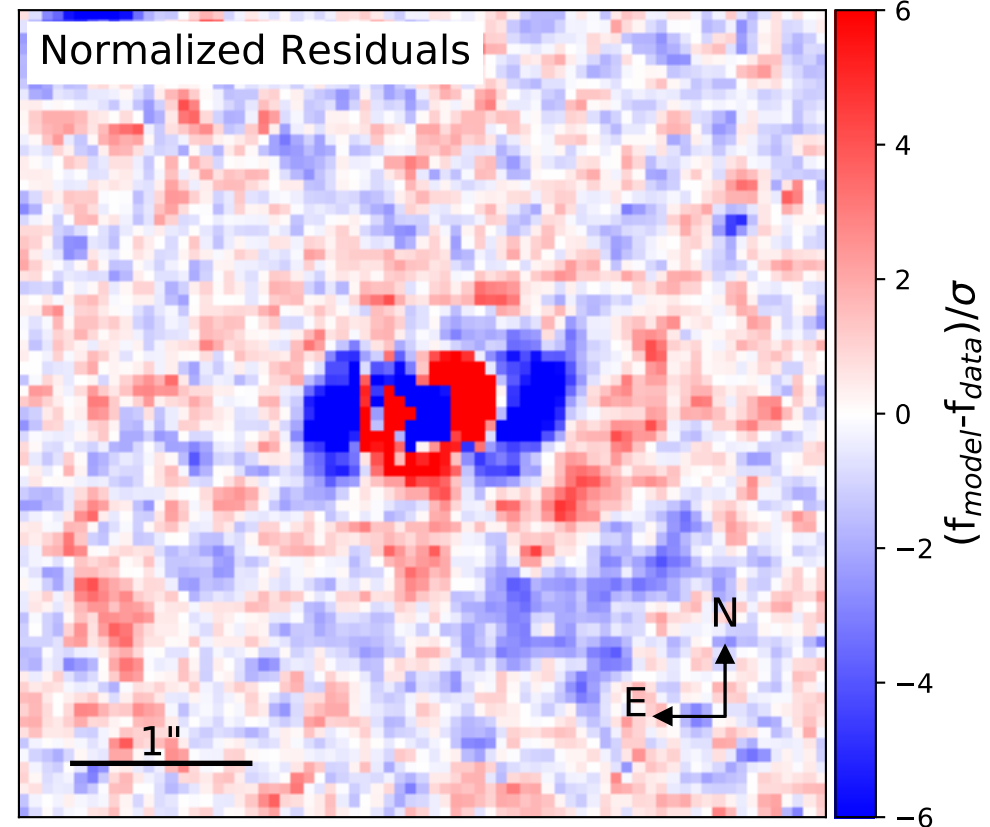 Normalized Residuals
6
4
2
0
−2
−4
−6
(f_model-f_data)/σ
N
E
1"